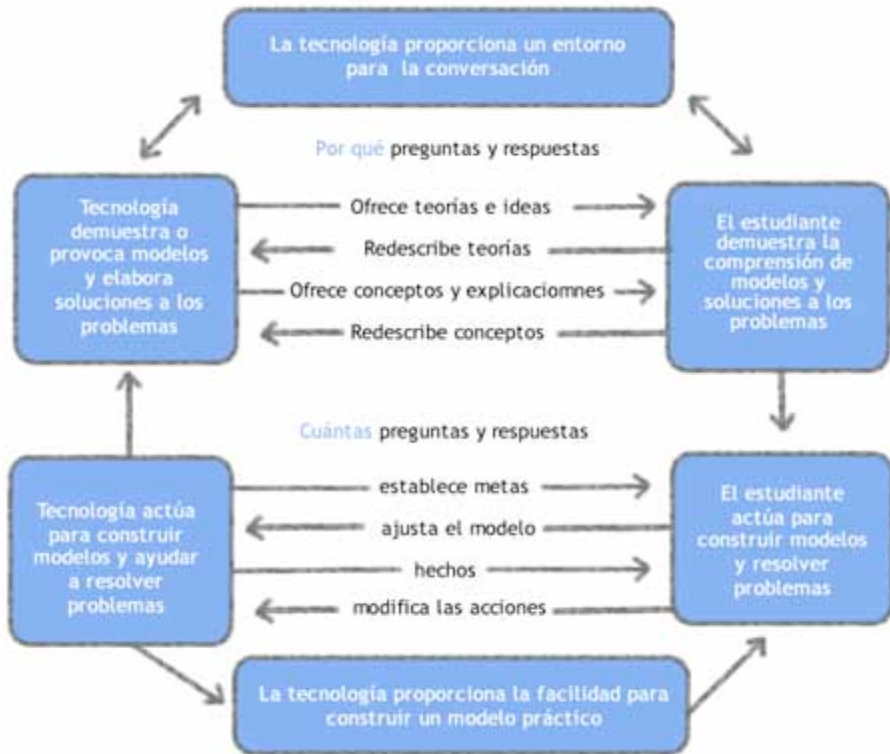 La tecnología proporciona un entorno
para la conversación
Por qué preguntas y respuestas
Tecnología
demuestra o
provoca modelos
y elabora
soluciones a los
problemas
Ofrece teorías e ideas
Redescribe teorías
Ofrece conceptos y explicaciomnes
Redescribe conceptos
El estudiante
demuestra la
comprensión de
modelos y
soluciones a los
problemas
Cuántas preguntas y respuestas
Tecnología actúa
para construir
modelos y ayudar
a resolver
problemas
establece metas
ajusta el modelo
hechos
modifica las acciones
El estudiante
actúa para
construir modelos
y resolver
problemas
La tecnología proporciona la facilidad para
construir un modelo práctico